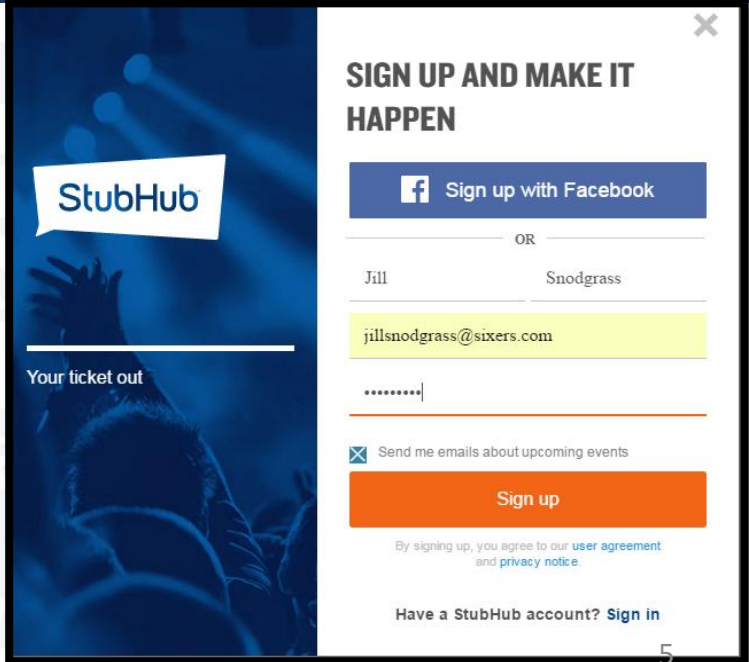 StubHub
Your ticket out
SIGN UP AND MAKE IT
HAPPEN
f Sign up with Facebook
OR
Jill Snodgrass
jillsnodgrass@sixers.com
•••••••••
Send me emails about upcoming events
Sign up
By signing up, you agree to our user agreement
and privacy notice.
Have a StubHub account? Sign in
5